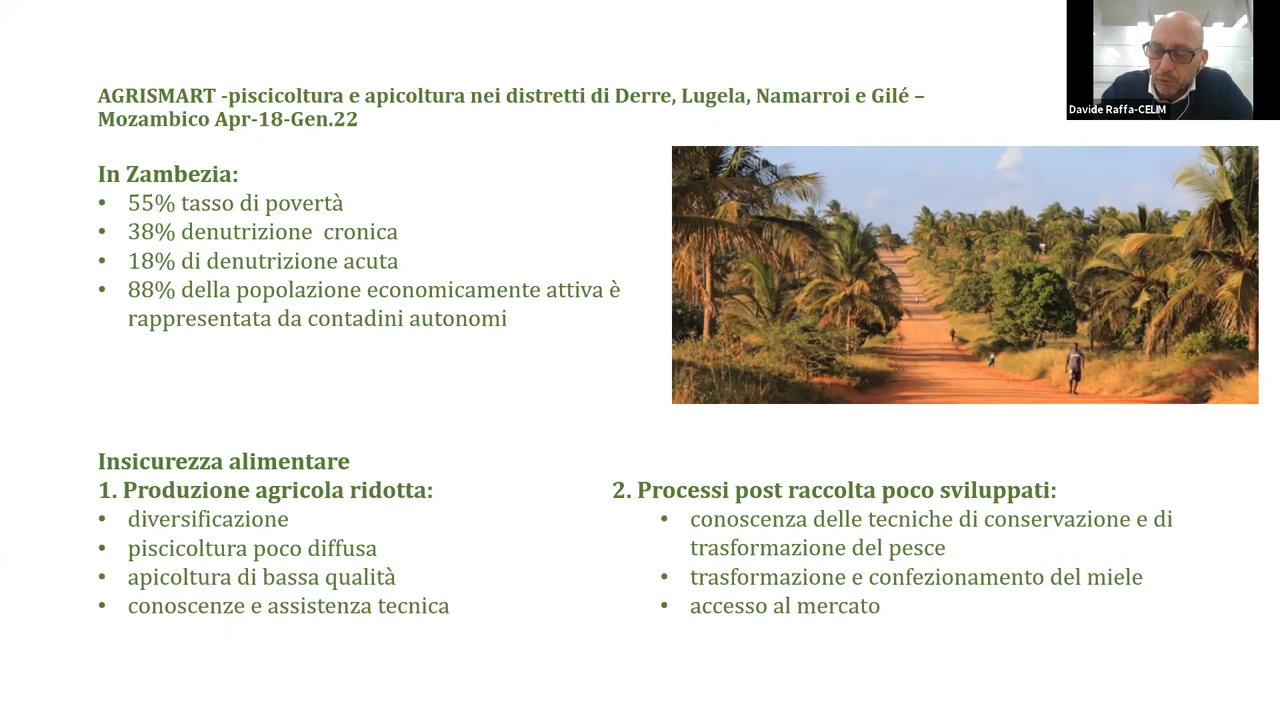 AGRISMART -piscicoltura e apicoltura nei distretti di Derre, Lugela, Namarroi e Gilé –
Mozambico Apr-18-Gen.22
Davide Raffa-CELIM
In Zambezia:
• 55% tasso di povertà
• 38% denutrizione cronica
• 18% di denutrizione acuta
• 88% della popolazione economicamente attiva è
rappresentata da contadini autonomi
Insicurezza alimentare
1. Produzione agricola ridotta:
• diversificazione
• piscicoltura poco diffusa
• apicoltura di bassa qualità
• conoscenze e assistenza tecnica
2. Processi post raccolta poco sviluppati:
• conoscenza delle tecniche di conservazione e di
trasformazione del pesce
• trasformazione e confezionamento del miele
• accesso al mercato